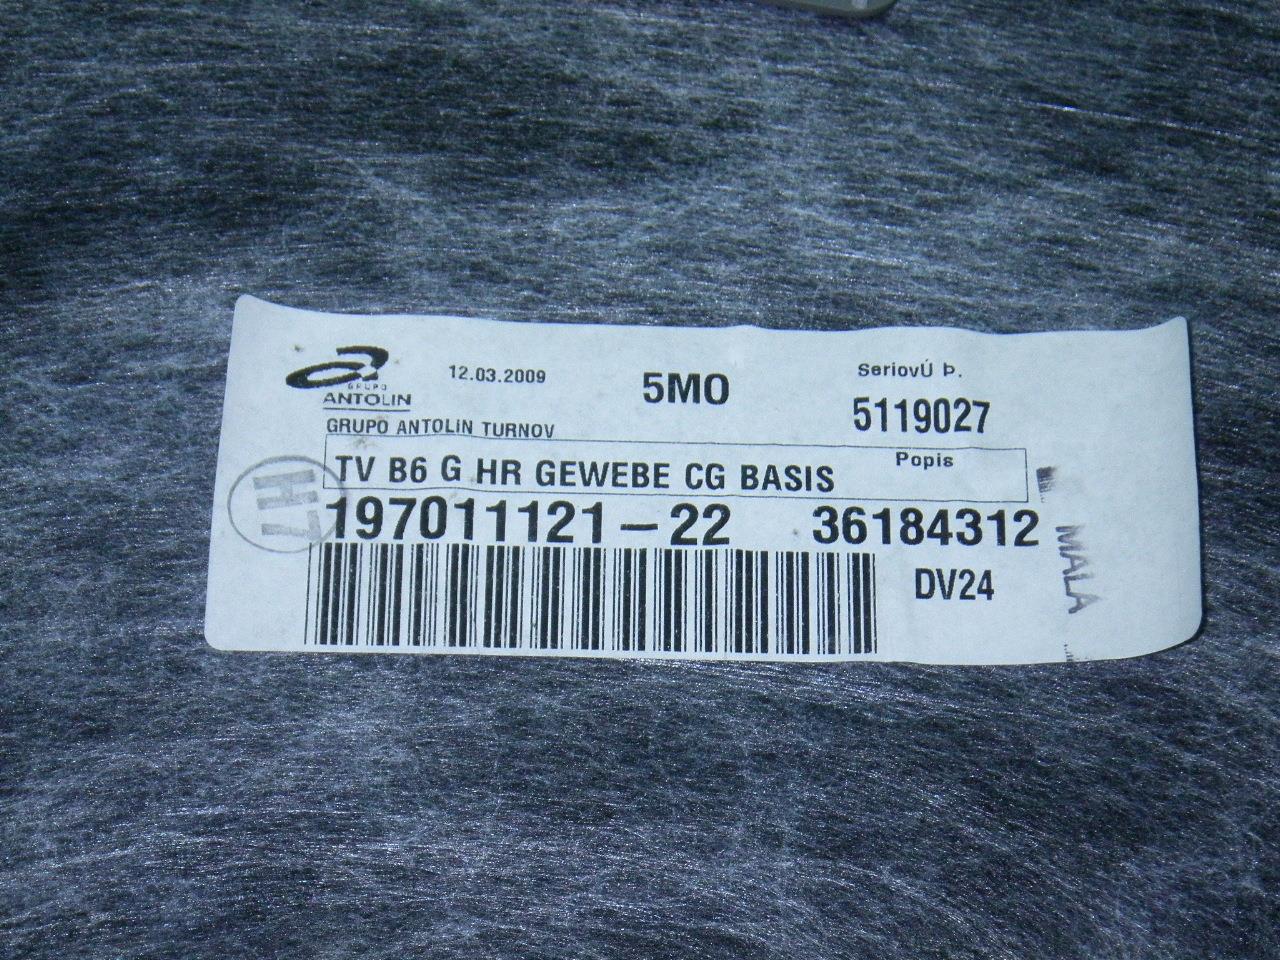 GRUPO
ANTOLIN
12.03.2009
5MO
SeriovÚ Þ.
5119027
GRUPO ANTOLiN TURNOV
TV B6 G HR GEWEBE CG BASIS
Popis
197011121-22 36184312
DV24
H7
MALA